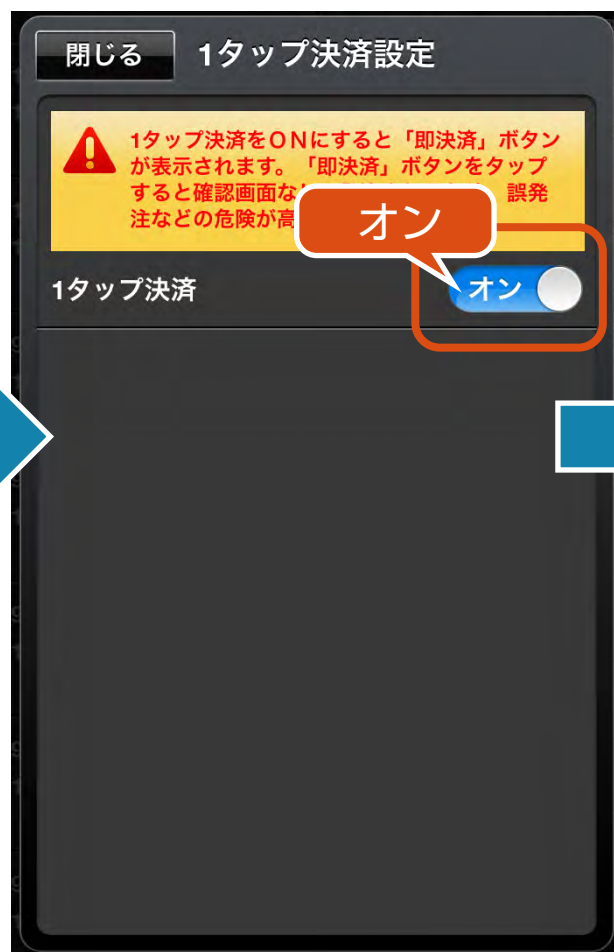 閉じる 1タップ決済設定
1タップ決済をＯＮにすると「即決済」ボタン
が表示されます。「即決済」ボタンをタップ
すると確認画面な 誤発
注などの危険が高
オン
1タップ決済 オン